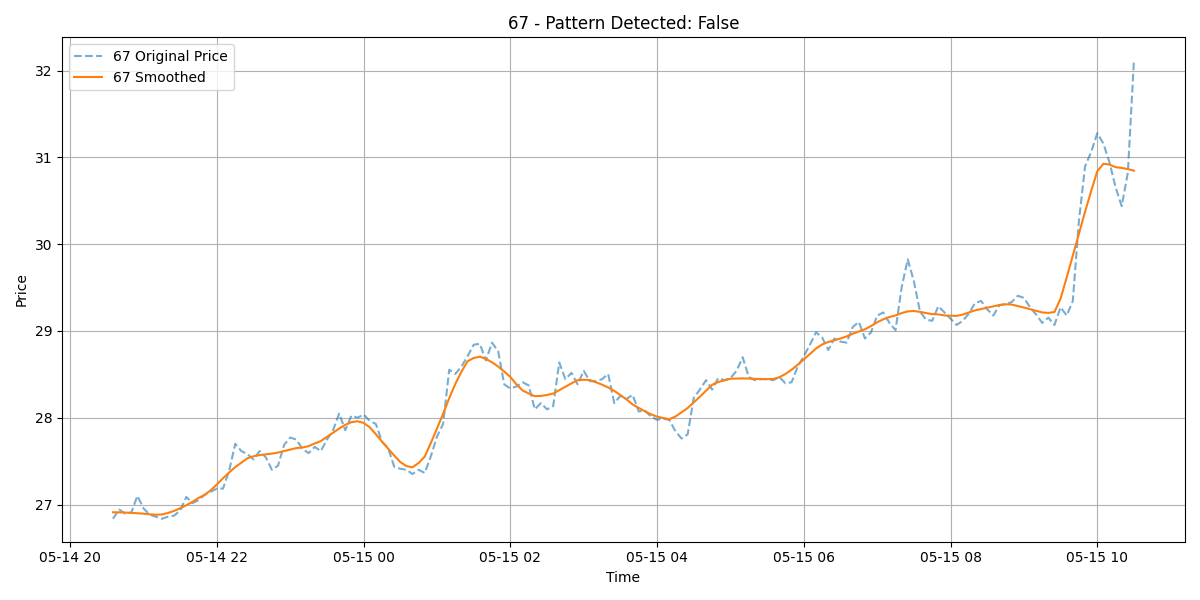 67 - Pattern Detected: False
67 Original Price
67 Smoothed
Price
32
31
30
29
28
27
05-14 20 05-14 22 05-15 00 05-15 02 05-15 04 05-15 06 05-15 08 05-15 10
Time